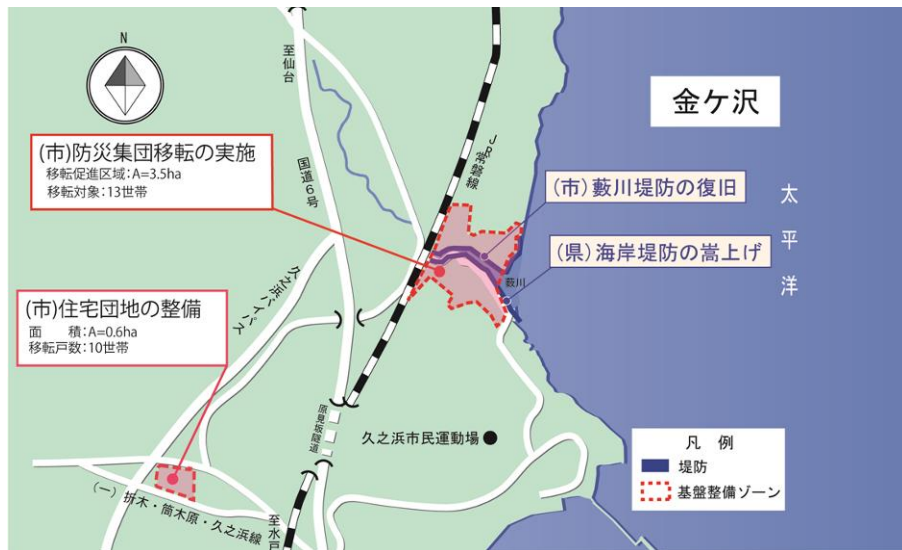 N
金ケ沢
(市)防災集団移転の実施
移転促進区域:A=3.5ha
移転対象:13世帯
至仙台
国道6号
JR常磐線
(市)藪川堤防の復旧
(県)海岸堤防の嵩上げ
太平洋
藪川
久之浜バイパス
(市)住宅団地の整備
面　積:A=0.6ha
移転戸数:10世帯
原見坂隧道
久之浜市民運動場
凡 例
堤防
基盤整備ゾーン
(一)折木・筒木原・久之浜線
至水戸